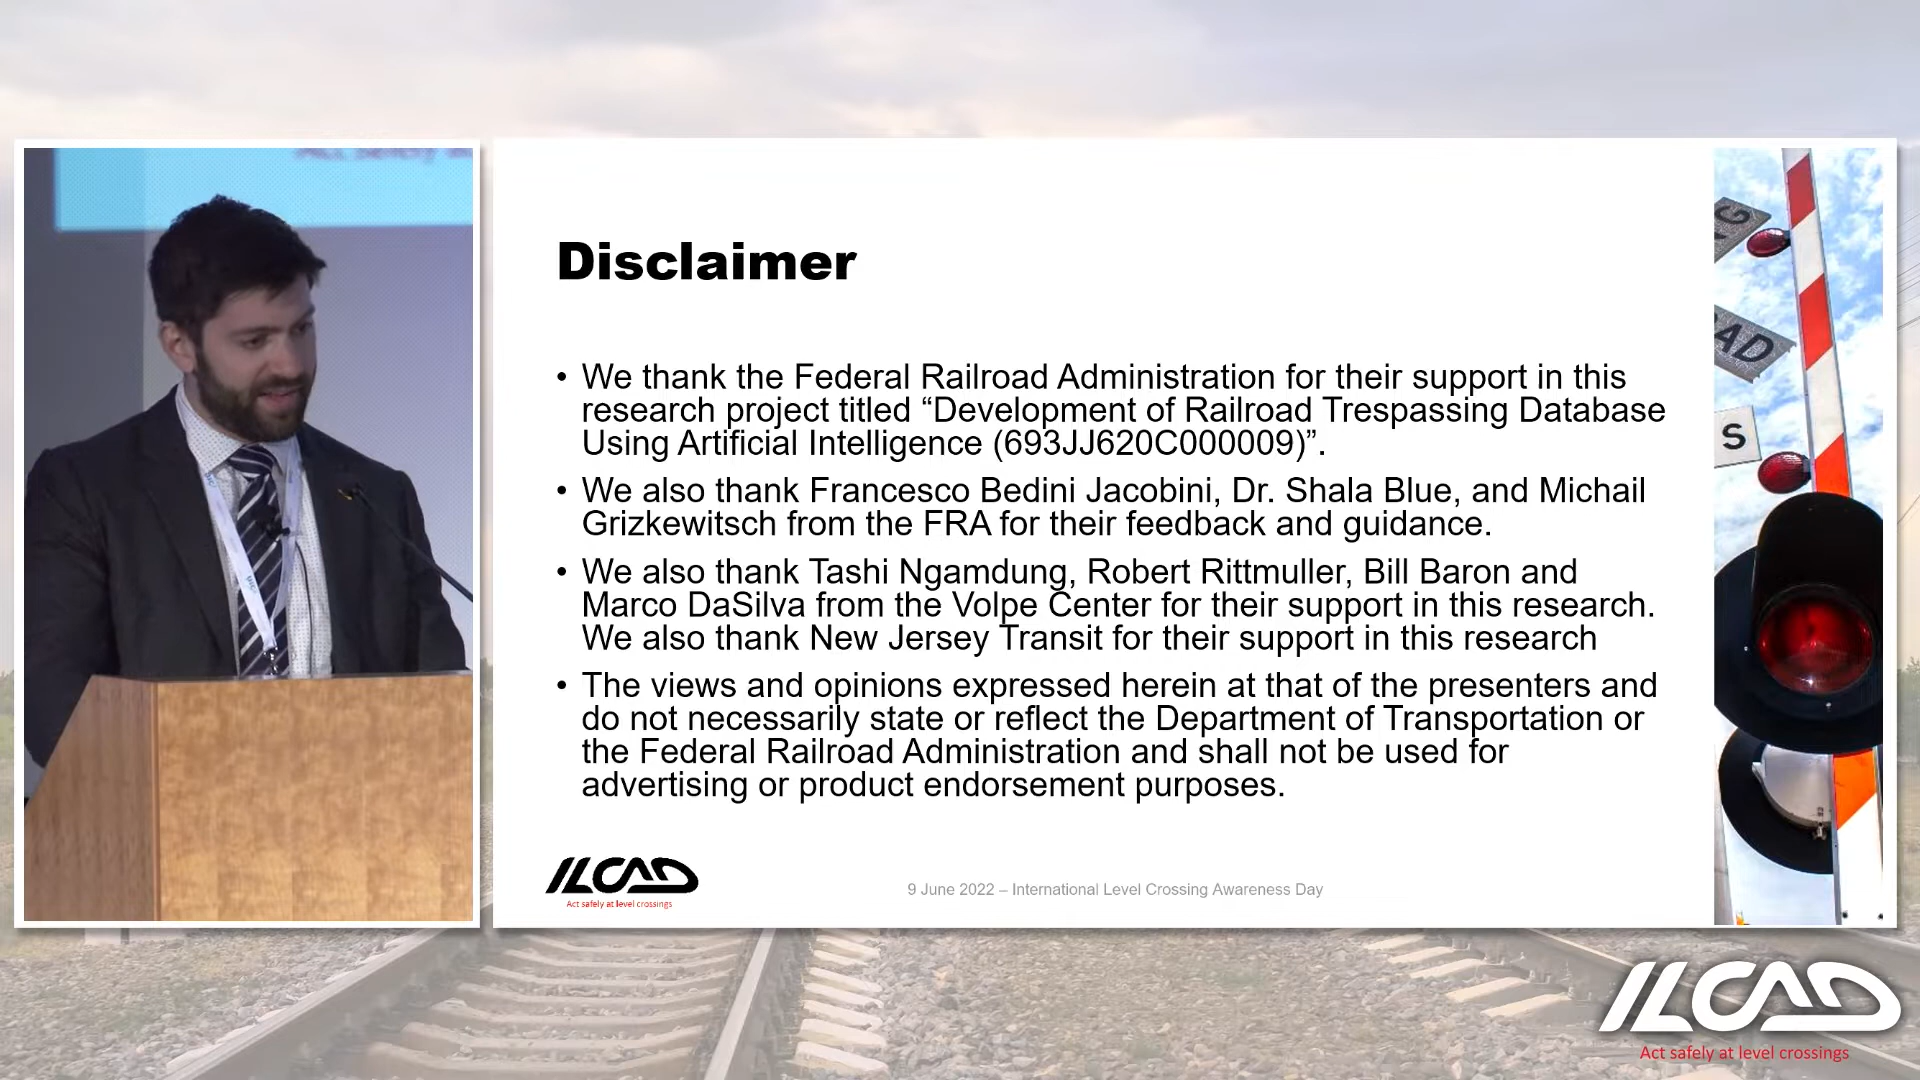 Disclaimer
• We thank the Federal Railroad Administration for their support in this
research project titled “Development of Railroad Trespassing Database
Using Artificial Intelligence (693JJ620C000009)”.
• We also thank Francesco Bedini Jacobini, Dr. Shala Blue, and Michail
Grizkewitsch from the FRA for their feedback and guidance.
• We also thank Tashi Ngamdung, Robert Rittmuller, Bill Baron and
Marco DaSilva from the Volpe Center for their support in this research.
We also thank New Jersey Transit for their support in this research
• The views and opinions expressed herein at that of the presenters and
do not necessarily state or reflect the Department of Transportation or
the Federal Railroad Administration and shall not be used for
advertising or product endorsement purposes.
ILCAD
Act safely at level crossings
9 June 2022 – International Level Crossing Awareness Day
G
AD
S
ILCAD
Act safely at level crossings